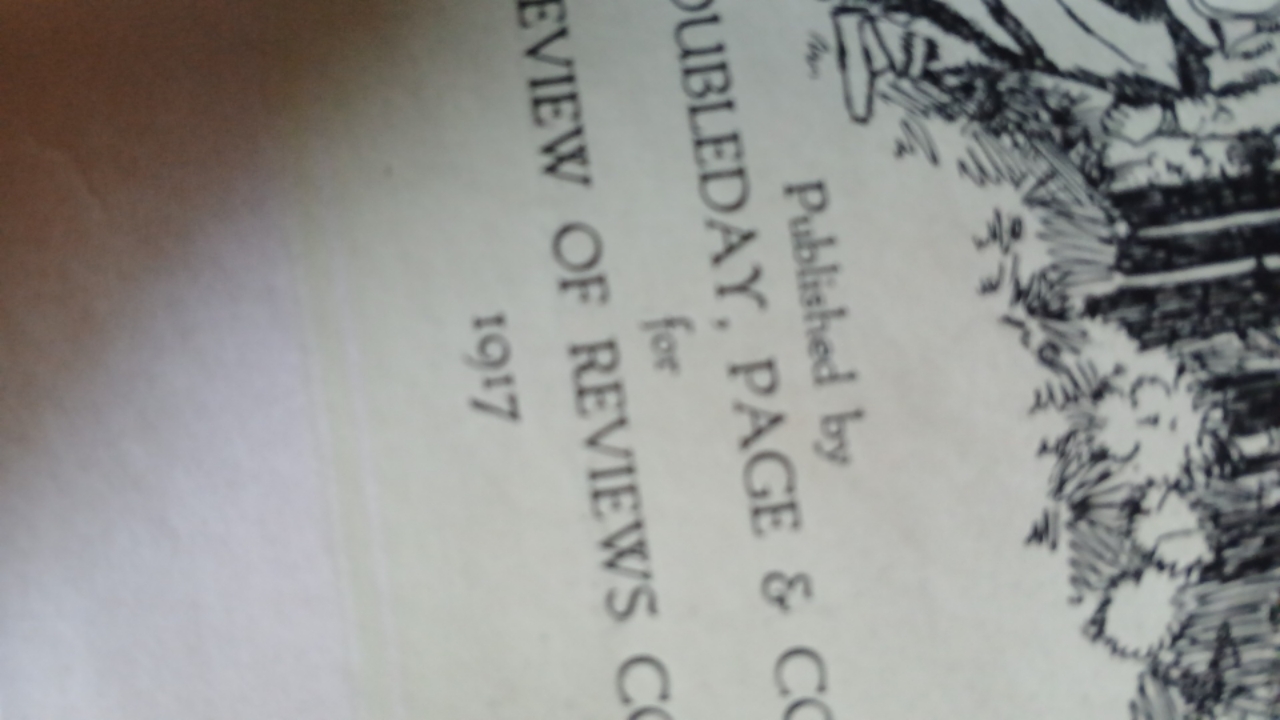 Published by
OUBLEDAY, PAGE & CO
for
EVIEW OF REVIEWS CO
1917